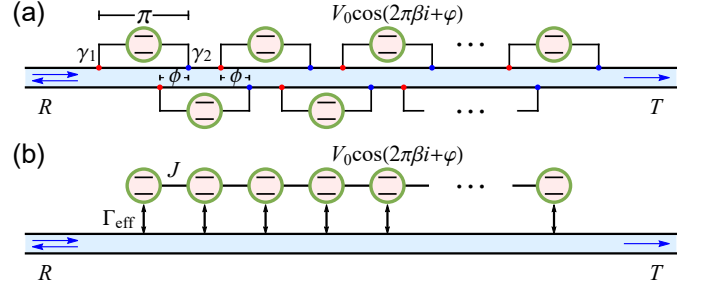 (a)
π
V₀cos(2πβi+φ)
γ₁
γ₂
...
ϕ
ϕ
R
...
T
(b)
V₀cos(2πβi+φ)
J
...
Γeff
R
T